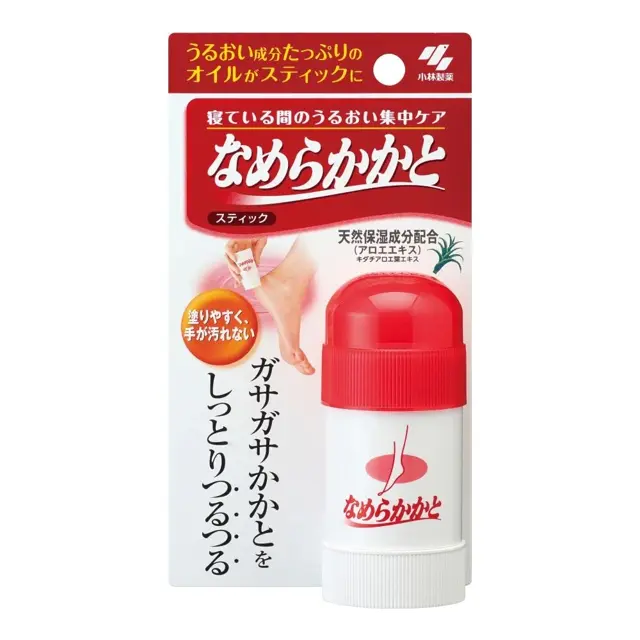 うるおい成分たっぷりの
オイルがスティックに
小林製薬
寝ている間のうるおい集中ケア
なめらかかと
スティック
天然保湿成分配合
(アロエエキス)
キダチアロエ葉エキス
塗りやすく、
手が汚れない
ガサガサかかとを
しっとりつるつる
なめらかかと